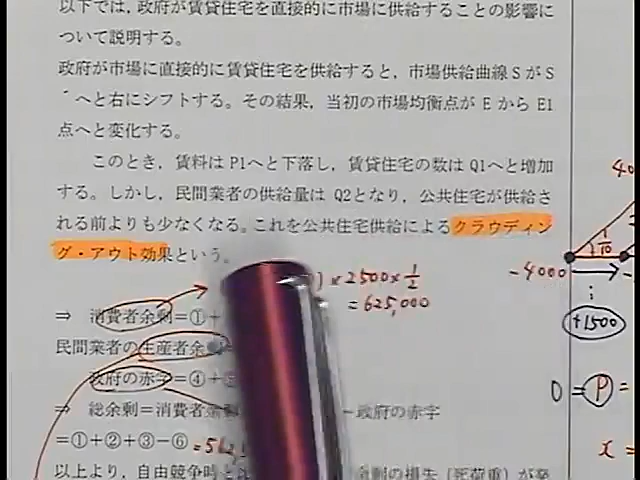 以下では，政府が賃貸住宅を直接的に市場に供給することの影響に
ついて説明する。
政府が市場に直接的に賃貸住宅を供給すると，市場供給曲線SがS
´へと右にシフトする。その結果，当初の市場均衡点がEからE1
点へと変化する。
このとき，賃料はP1へと下落し，賃貸住宅の数はQ1へと増加
する。しかし，民間業者の供給量はQ2となり，公共住宅が供給さ
れる前よりも少なくなる。これを公共住宅供給によるクラウディン
グ・アウト効果という。
) × 2500 × 1/2
= 625,000
⇒ 消費者余剰=①+
民間業者の生産者余剰
政府の赤字=④+
⇒ 総余剰=消費者余剰
-政府の赤字
=①+②+③-⑥
以上より，自由競争時と
余剰の損失（死荷重）が発
40
1/10
-4000
+1500
0 = P =
x =